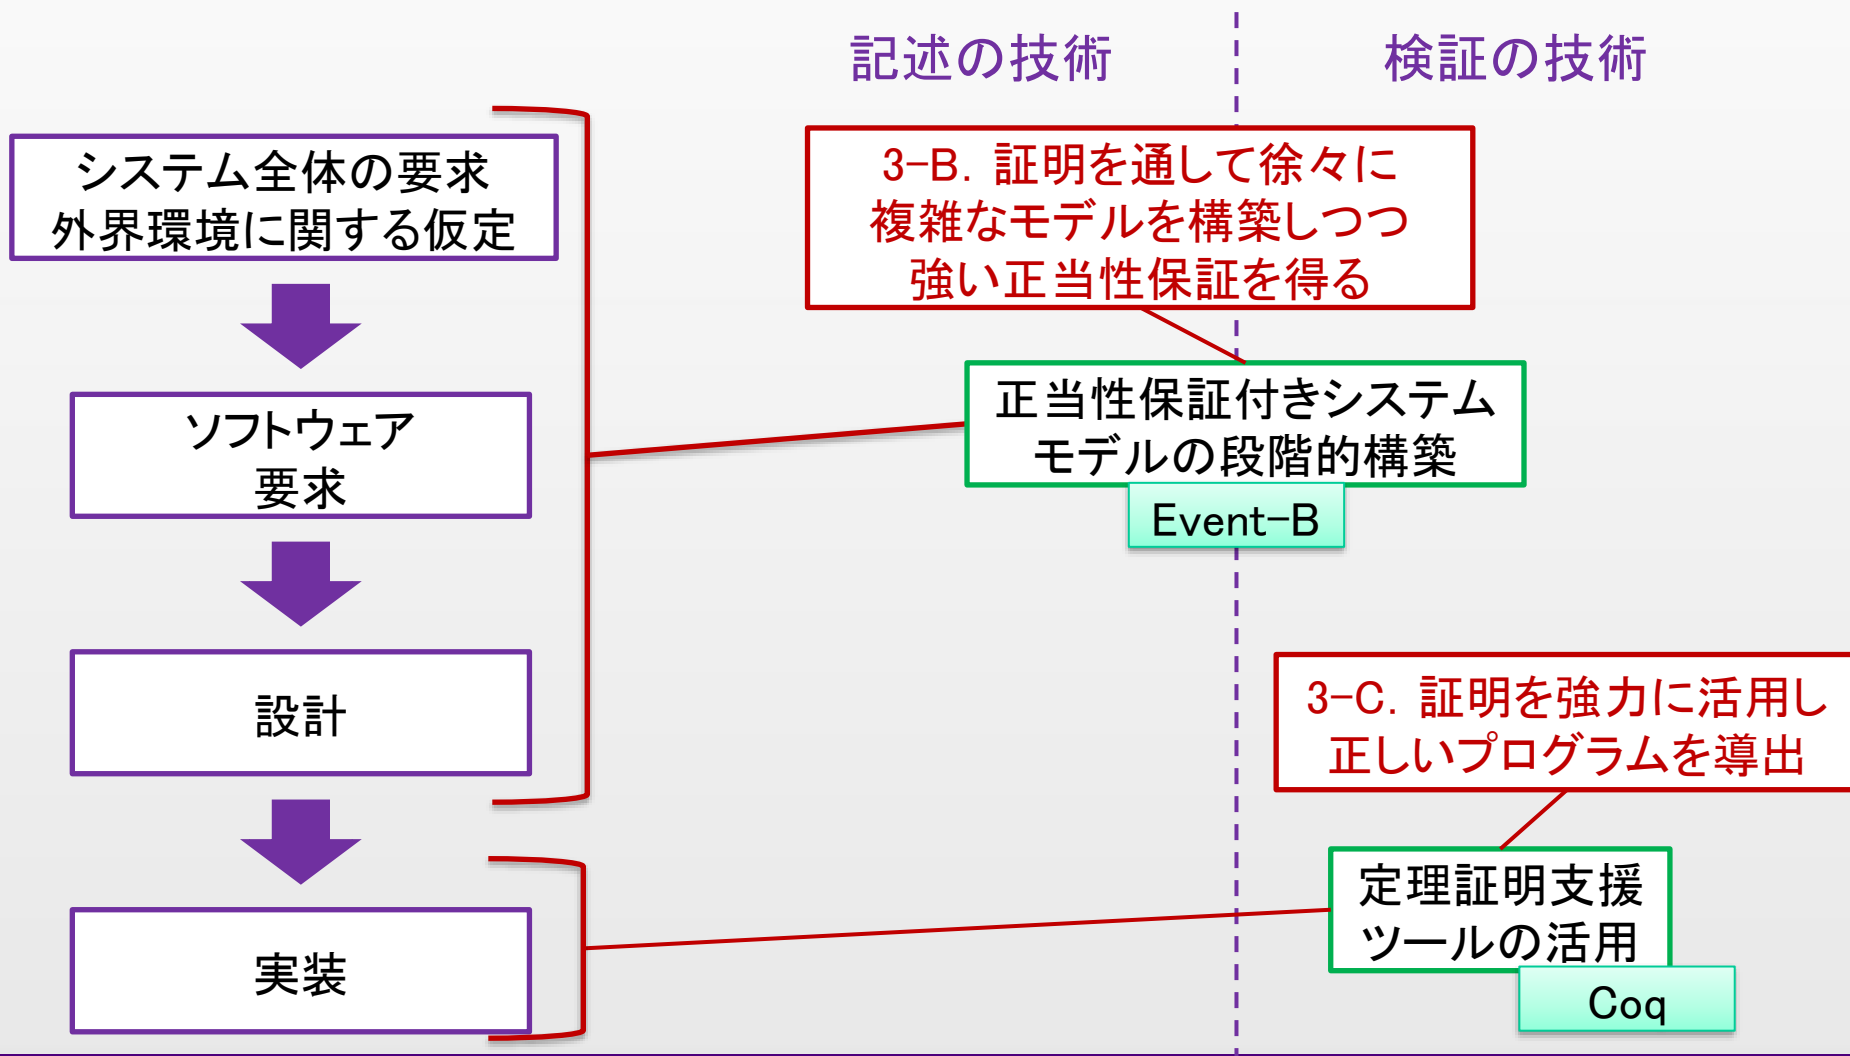 記述の技術
検証の技術
システム全体の要求
外界環境に関する仮定
ソフトウェア
要求
設計
実装
3-B. 証明を通して徐々に
複雑なモデルを構築しつつ
強い正当性保証を得る
正当性保証付きシステム
モデルの段階的構築
Event-B
3-C. 証明を強力に活用し
正しいプログラムを導出
定理証明支援
ツールの活用
Coq